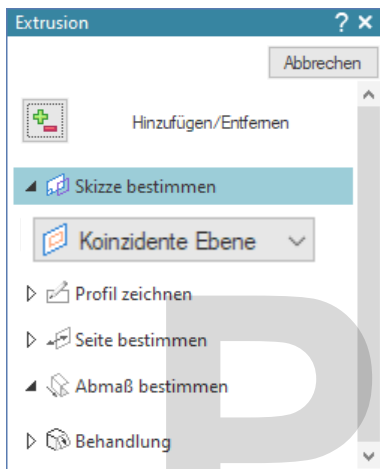 Extrusion ? ×
Abbrechen
Hinzufügen/Entfernen
Skizze bestimmen
Koinzidente Ebene
Profil zeichnen
Seite bestimmen
Abmaß bestimmen
Behandlung
P